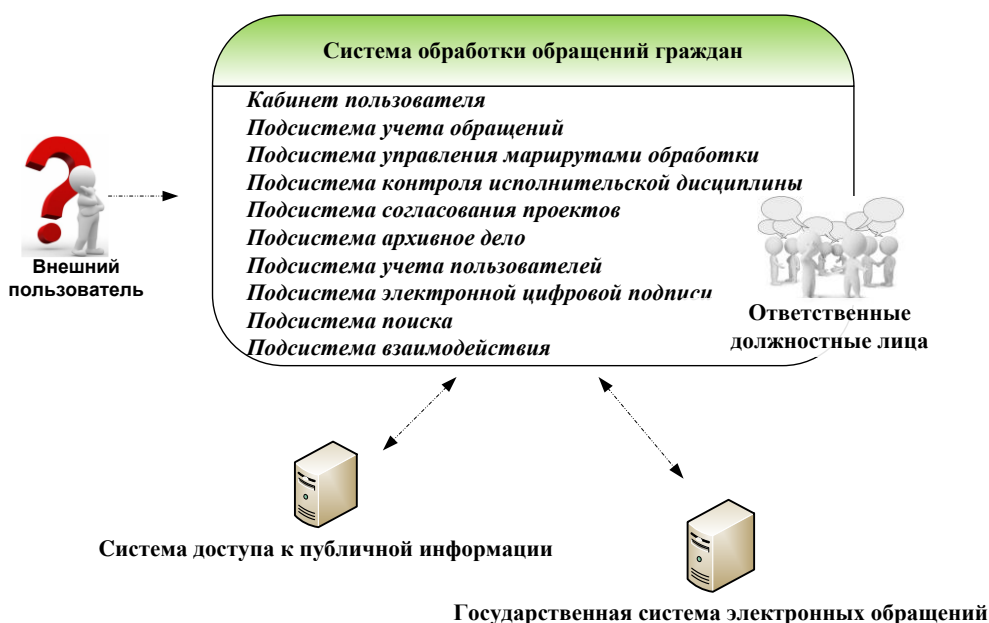 Система обработки обращений граждан
Кабинет пользователя
Подсистема учета обращений
Подсистема управления маршрутами обработки
Подсистема контроля исполнительской дисциплины
Подсистема согласования проектов
Подсистема архивное дело
Подсистема учета пользователей
Подсистема электронной цифровой подписи
Подсистема поиска
Подсистема взаимодействия
Внешний
пользователь
Ответственные
должностные лица
Система доступа к публичной информации
Государственная система электронных обращений